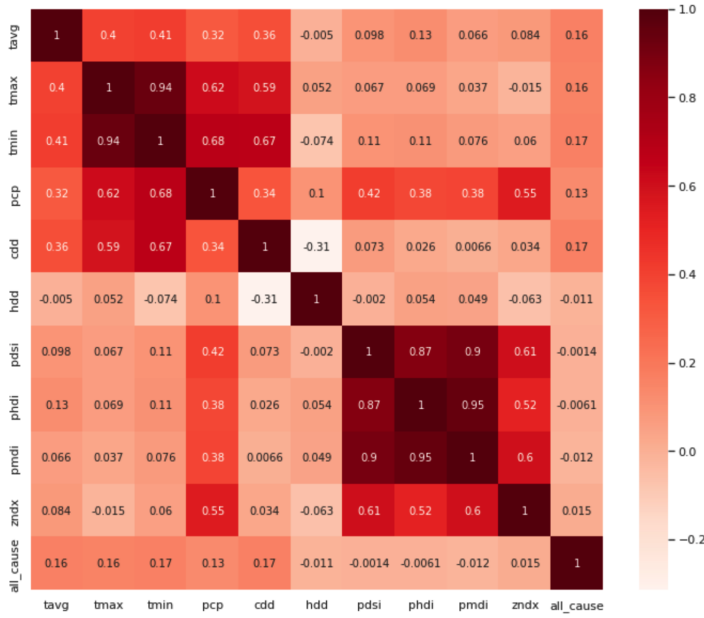 tavg 1 0.4 0.41 0.32 0.36 -0.005 0.098 0.13 0.066 0.084 0.16
tmax 0.4 1 0.94 0.62 0.59 0.052 0.067 0.069 0.037 -0.015 0.16
tmin 0.41 0.94 1 0.68 0.67 -0.074 0.11 0.11 0.076 0.06 0.17
pcp 0.32 0.62 0.68 1 0.34 0.1 0.42 0.38 0.38 0.55 0.13
cdd 0.36 0.59 0.67 0.34 1 -0.31 0.073 0.026 0.0066 0.034 0.17
hdd -0.005 0.052 -0.074 0.1 -0.31 1 -0.002 0.054 0.049 -0.063 -0.011
pdsi 0.098 0.067 0.11 0.42 0.073 -0.002 1 0.87 0.9 0.61 -0.0014
phdi 0.13 0.069 0.11 0.38 0.026 0.054 0.87 1 0.95 0.52 -0.0061
pmdi 0.066 0.037 0.076 0.38 0.0066 0.049 0.9 0.95 1 0.6 -0.012
zndx 0.084 -0.015 0.06 0.55 0.034 -0.063 0.61 0.52 0.6 1 0.015
all_cause 0.16 0.16 0.17 0.13 0.17 -0.011 -0.0014 -0.0061 -0.012 0.015 1
tavg tmax tmin pcp cdd hdd pdsi phdi pmdi zndx all_cause
1.0
0.8
0.6
0.4
0.2
0.0
−0.2